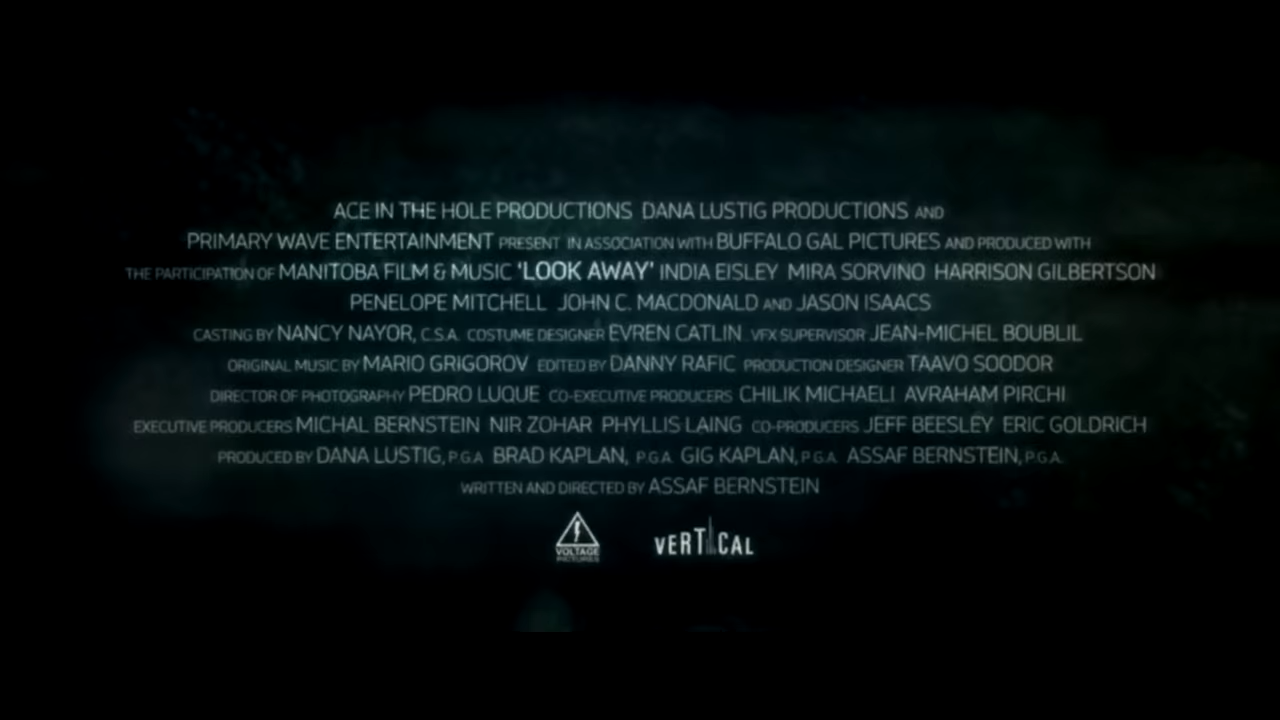 ACE IN THE HOLE PRODUCTIONS DANA LUSTIG PRODUCTIONS AND
PRIMARY WAVE ENTERTAINMENT PRESENT IN ASSOCIATION WITH BUFFALO GAL PICTURES AND PRODUCED WITH
THE PARTICIPATION OF MANITOBA FILM & MUSIC 'LOOK AWAY' INDIA EISLEY MIRA SORVINO HARRISON GILBERTSON
PENELOPE MITCHELL JOHN C. MACDONALD AND JASON ISAACS
CASTING BY NANCY NAYOR, C.S.A. COSTUME DESIGNER EVREN CATLIN VFX SUPERVISOR JEAN-MICHEL BOUBLIL
ORIGINAL MUSIC BY MARIO GRIGOROV EDITED BY DANNY RAFIC PRODUCTION DESIGNER TAAVO SOODOR
DIRECTOR OF PHOTOGRAPHY PEDRO LUQUE CO-EXECUTIVE PRODUCERS CHILIK MICHAELI AVRAHAM PIRCHI
EXECUTIVE PRODUCERS MICHAL BERNSTEIN NIR ZOHAR PHYLLIS LAING CO-PRODUCERS JEFF BEESLEY ERIC GOLDRICH
PRODUCED BY DANA LUSTIG, P.G.A BRAD KAPLAN, P.G.A. GIG KAPLAN, P.G.A. ASSAF BERNSTEIN, P.G.A.
WRITTEN AND DIRECTED BY ASSAF BERNSTEIN
VOLTAGE
PICTURES
VERTICAL